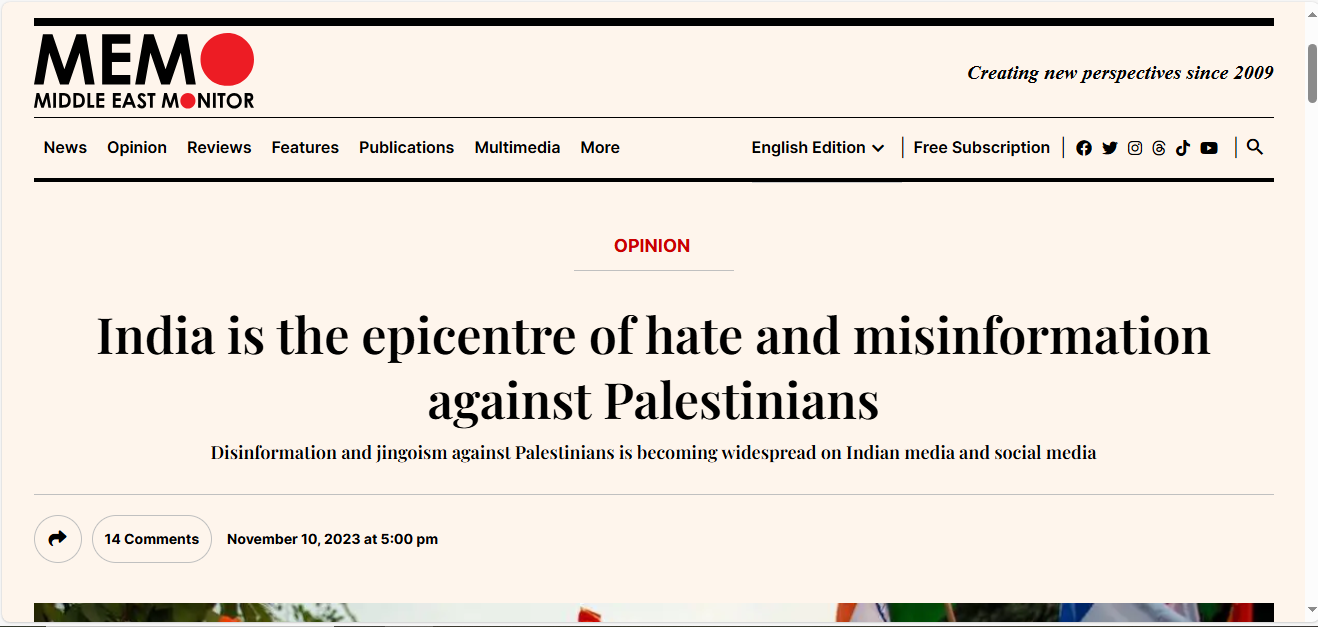 MEMO
MIDDLE EAST MONITOR
Creating new perspectives since 2009
News Opinion Reviews Features Publications Multimedia More English Edition Free Subscription
OPINION
India is the epicentre of hate and misinformation
against Palestinians
Disinformation and jingoism against Palestinians is becoming widespread on Indian media and social media
14 Comments November 10, 2023 at 5:00 pm